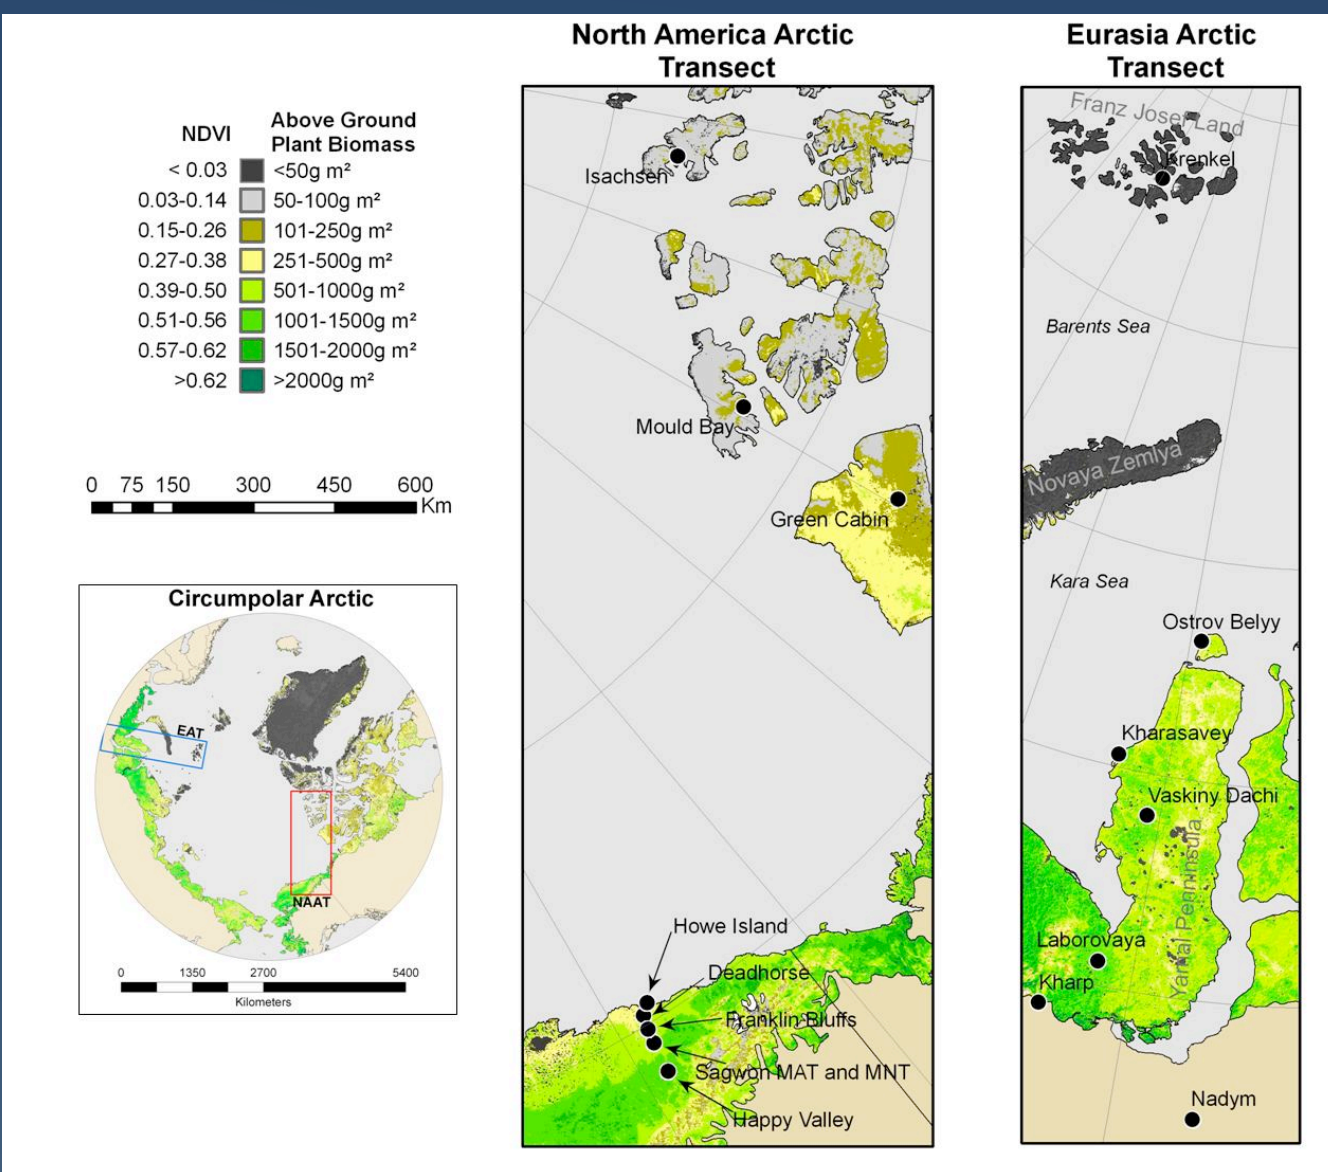 North America Arctic
Transect
Eurasia Arctic
Transect
NDVI
Above Ground
Plant Biomass
< 0.03 <50g m²
0.03-0.14 50-100g m²
0.15-0.26 101-250g m²
0.27-0.38 251-500g m²
0.39-0.50 501-1000g m²
0.51-0.56 1001-1500g m²
0.57-0.62 1501-2000g m²
>0.62 >2000g m²
0 75 150 300 450 600
Km
Circumpolar Arctic
EAT
NAAT
0 1350 2700 5400
Kilometers
Isachsen
Mould Bay
Green Cabin
Howe Island
Deadhorse
Franklin Bluffs
Sagwon MAT and MNT
Happy Valley
Franz Josef Land
Krenkel
Barents Sea
Novaya Zemlya
Kara Sea
Ostrov Belyy
Kharasavey
Vaskiny Dachi
Yamal Penninsula
Laborovaya
Kharp
Nadym